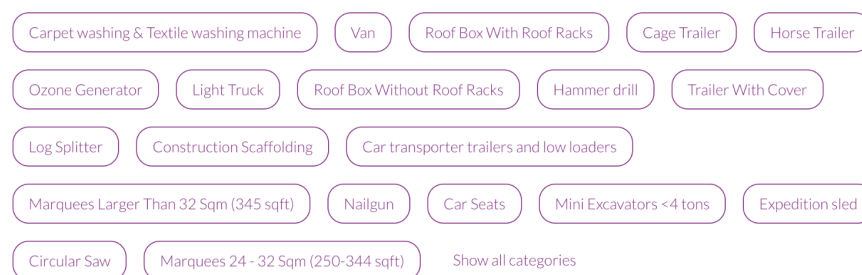 Carpet washing & Textile washing machine Van Roof Box With Roof Racks Cage Trailer Horse Trailer
Ozone Generator Light Truck Roof Box Without Roof Racks Hammer drill Trailer With Cover
Log Splitter Construction Scaffolding Car transporter trailers and low loaders
Marquees Larger Than 32 Sqm (345 sqft) Nailgun Car Seats Mini Excavators <4 tons Expedition sled
Circular Saw Marquees 24 - 32 Sqm (250-344 sqft) Show all categories